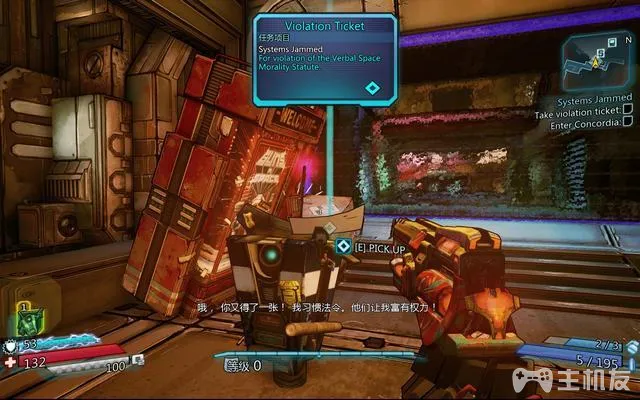 Violation Ticket
任务项目
Systems Jammed
For violation of the Verbal Space
Morality Statute.
N
Systems Jammed
Take violation ticket:
Enter Concordia:
WELCOME
[E] PICK UP
哦，你又得了一张！我习惯法令。他们让我富有权力！
1
53
132
100
等级 0
2/3
5/195
主机友